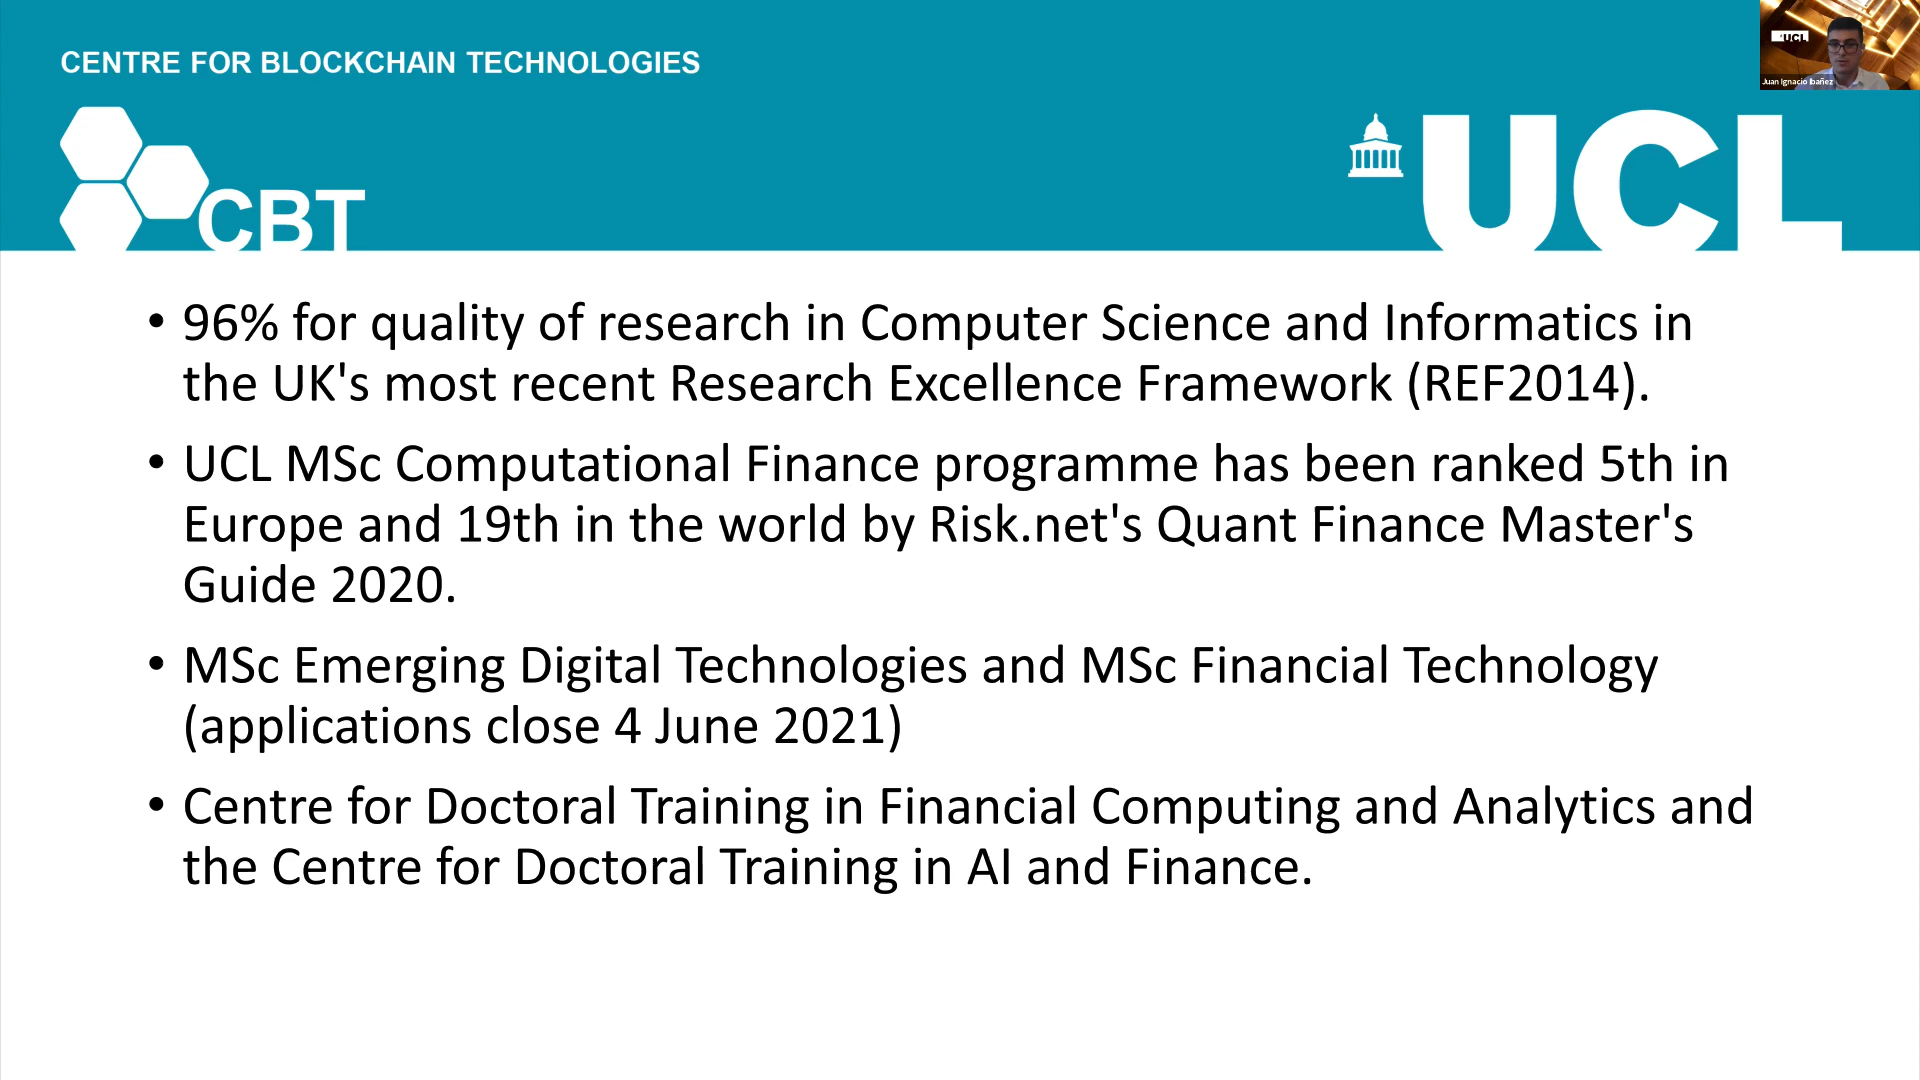 CENTRE FOR BLOCKCHAIN TECHNOLOGIES
UCL
Juan Ignacio Ibañez
CBT
UCL
• 96% for quality of research in Computer Science and Informatics in
the UK's most recent Research Excellence Framework (REF2014).
• UCL MSc Computational Finance programme has been ranked 5th in
Europe and 19th in the world by Risk.net's Quant Finance Master's
Guide 2020.
• MSc Emerging Digital Technologies and MSc Financial Technology
(applications close 4 June 2021)
• Centre for Doctoral Training in Financial Computing and Analytics and
the Centre for Doctoral Training in AI and Finance.